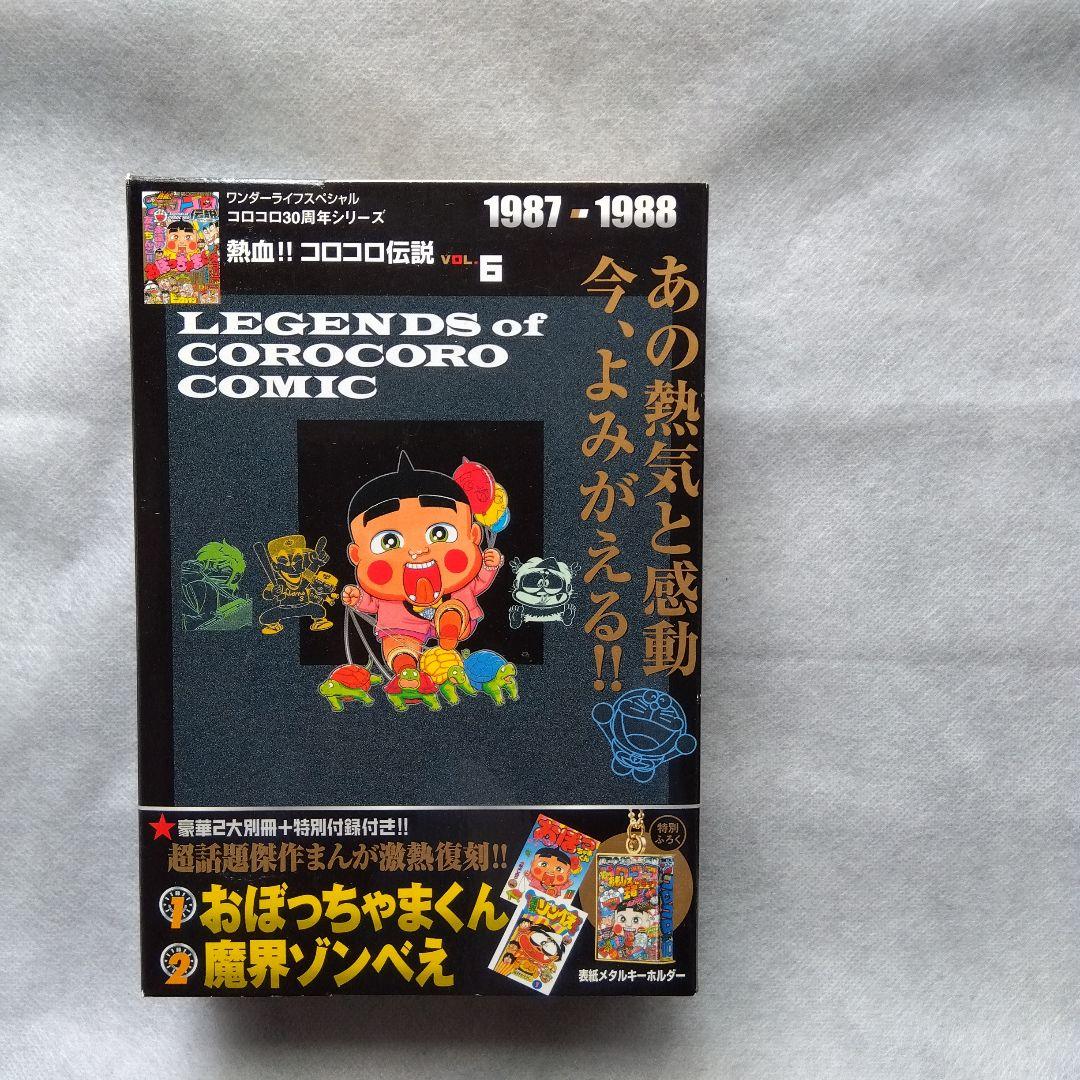 ワンダーライフスペシャル
コロコロ30周年シリーズ
熱血!! コロコロ伝説 VOL.6
1987-1988
LEGENDS of
COROCORO
COMIC
あの熱気と感動
今、よみがえる!!
★豪華2大別冊+特別付録付き!!
超話題傑作まんが激熱復刻!!
1 おぼっちゃまくん
2 魔界ゾンべえ
特別
ふろく
表紙メタルキーホルダー